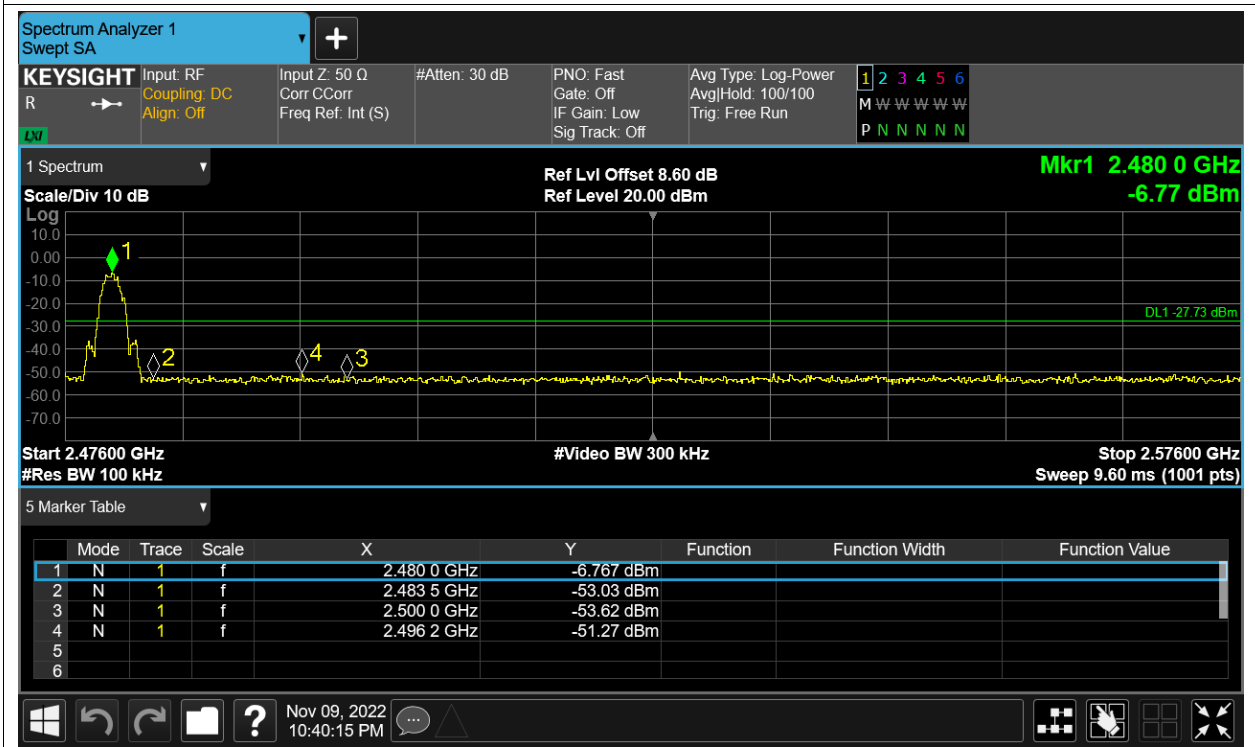 Spectrum Analyzer 1
Swept SA
KEYSIGHT Input: RF Input Z: 50 Ω #Atten: 30 dB PNO: Fast Avg Type: Log-Power 1 2 3 4 5 6
R Coupling: DC Corr CCorr Gate: Off Avg|Hold: 100/100 M W W W W W
Align: Off Freq Ref: Int (S) IF Gain: Low Trig: Free Run
LXI Sig Track: Off P N N N N N
1 Spectrum Ref Lvl Offset 8.60 dB Mkr1 2.480 0 GHz
Scale/Div 10 dB Ref Level 20.00 dBm -6.77 dBm
Log
10.0
1
0.00
-10.0
-20.0
DL1 -27.73 dBm
-30.0
-40.0
2 4 3
-50.0
-60.0
-70.0
Start 2.47600 GHz #Video BW 300 kHz Stop 2.57600 GHz
#Res BW 100 kHz Sweep 9.60 ms (1001 pts)
5 Marker Table
Mode Trace Scale X Y Function Function Width Function Value
1 N 1 f 2.480 0 GHz -6.767 dBm
2 N 1 f 2.483 5 GHz -53.03 dBm
3 N 1 f 2.500 0 GHz -53.62 dBm
4 N 1 f 2.496 2 GHz -51.27 dBm
5
6
? Nov 09, 2022
10:40:15 PM